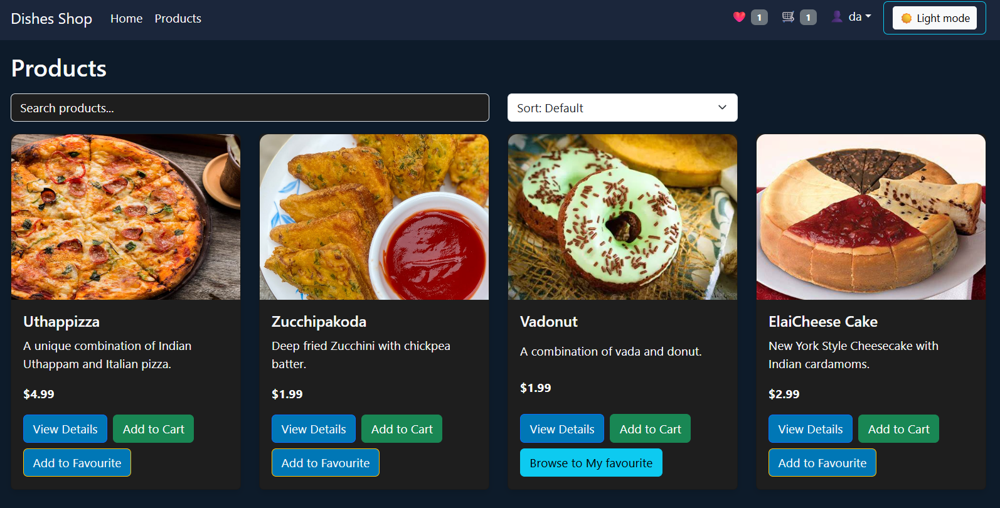 Dishes Shop Home Products 1 1 da Light mode
Products
Search products... Sort: Default
Uthappizza
A unique combination of Indian
Uthappam and Italian pizza.
$4.99
View Details Add to Cart
Add to Favourite
Zucchipakoda
Deep fried Zucchini with chickpea
batter.
$1.99
View Details Add to Cart
Add to Favourite
Vadonut
A combination of vada and donut.
$1.99
View Details Add to Cart
Browse to My favourite
ElaiCheese Cake
New York Style Cheesecake with
Indian cardamoms.
$2.99
View Details Add to Cart
Add to Favourite